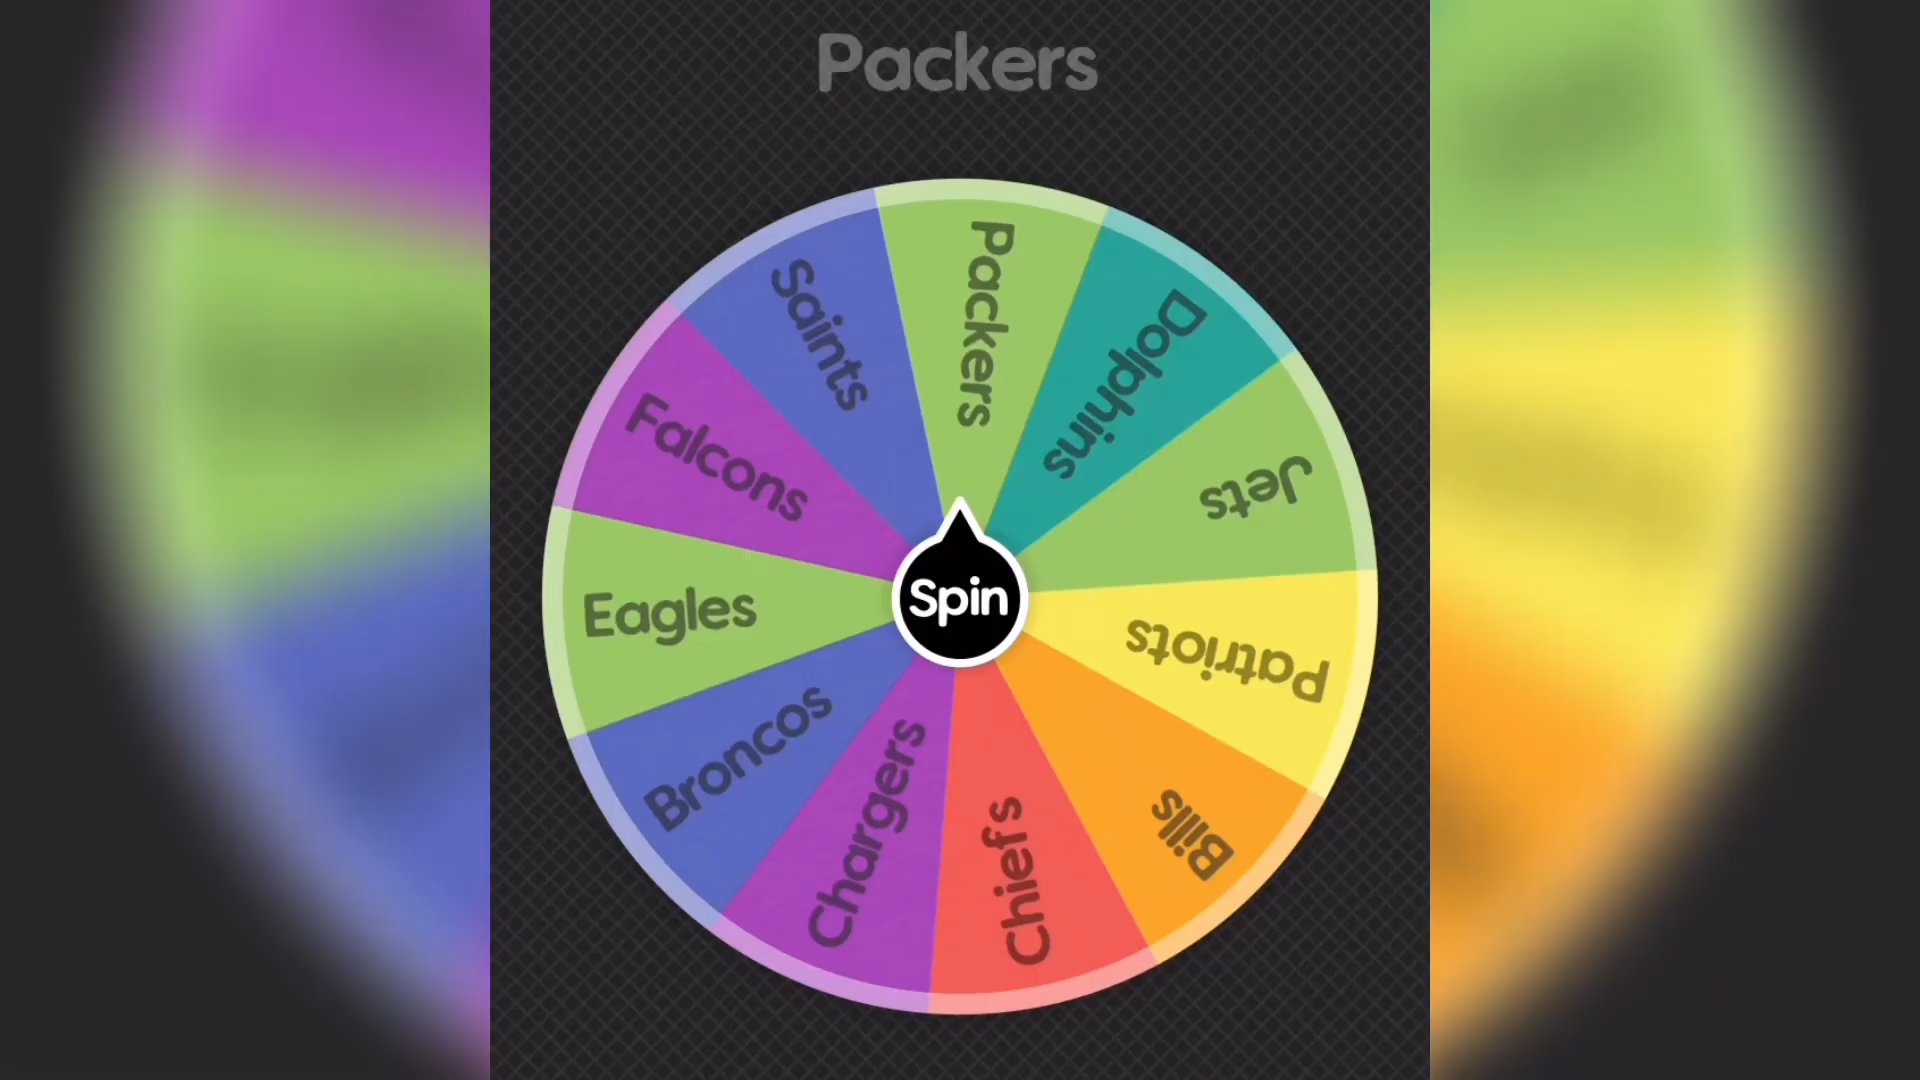 Packers
Packers
Dolphins
Jets
Patriots
Bills
Chiefs
Chargers
Broncos
Eagles
Falcons
Saints
Spin